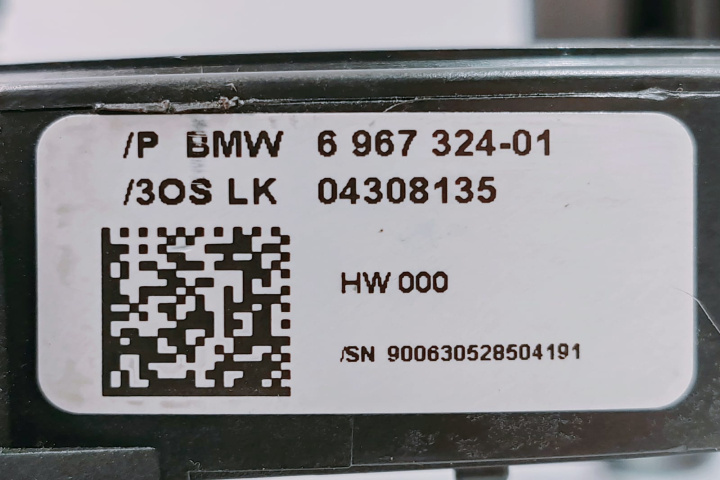 /P BMW 6 967 324-01
/3OS LK 04308135
HW 000
/SN 900630528504191